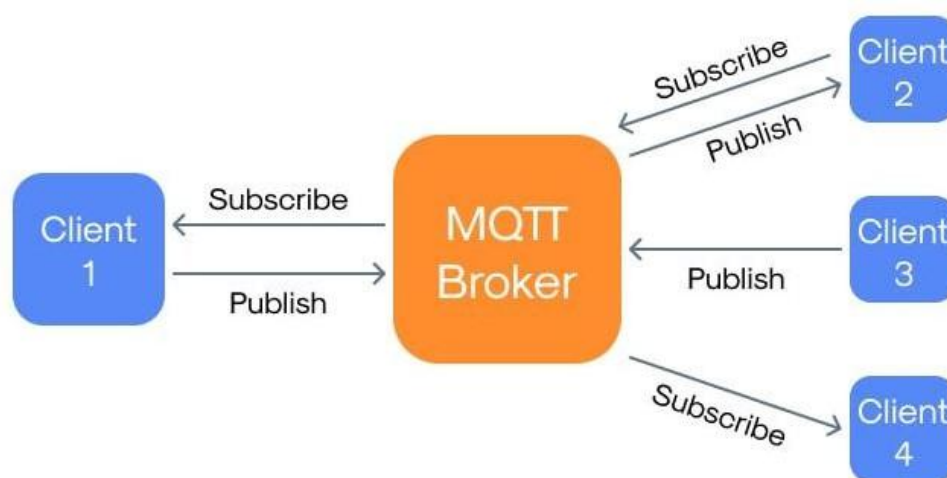 Client
1
Subscribe
Publish
MQTT
Broker
Subscribe
Publish
Client
2
Publish
Client
3
Subscribe
Client
4